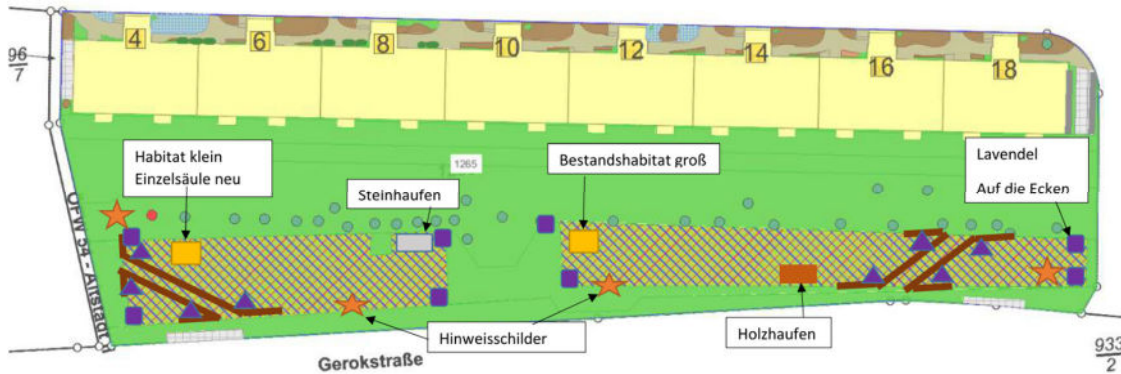 4 6 8 10 12 14 16 18
96
7
Habitat klein
Einzelsäule neu
1265
Steinhaufen
Bestandshabitat groß
Lavendel
Auf die Ecken
Hinweisschilder
Holzhaufen
Gerokstraße
933
2